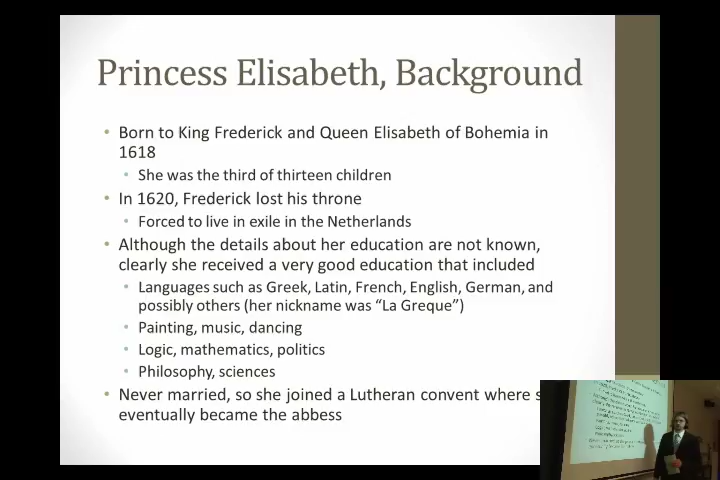 Princess Elisabeth, Background
• Born to King Frederick and Queen Elisabeth of Bohemia in
1618
• She was the third of thirteen children
• In 1620, Frederick lost his throne
• Forced to live in exile in the Netherlands
• Although the details about her education are not known,
clearly she received a very good education that included
• Languages such as Greek, Latin, French, English, German, and
possibly others (her nickname was “La Greque”)
• Painting, music, dancing
• Logic, mathematics, politics
• Philosophy, sciences
• Never married, so she joined a Lutheran convent where s
eventually became the abbess